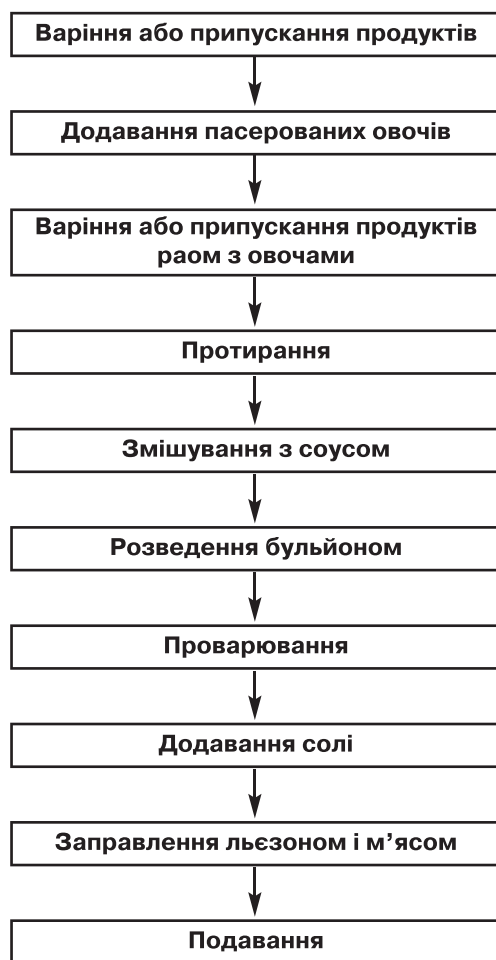 Варіння або припускання продуктів
Додавання пасерованих овочів
Варіння або припускання продуктів
раом з овочами
Протирання
Змішування з соусом
Розведення бульйоном
Проварювання
Додавання солі
Заправлення льєзоном і м’ясом
Подавання